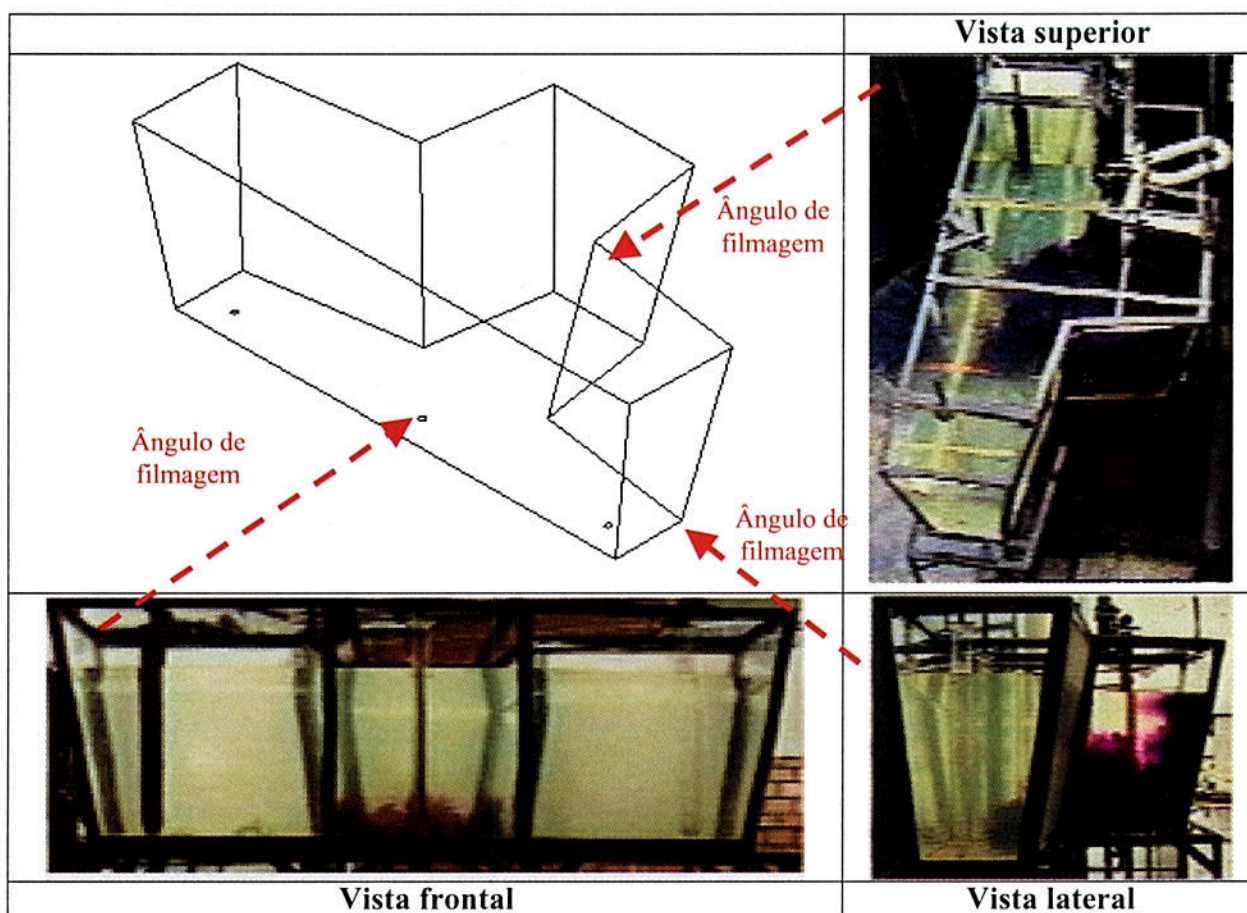 Vista superior
Ângulo de
filmagem
Ângulo de
filmagem
Ângulo de
filmagem
Vista frontal
Vista lateral